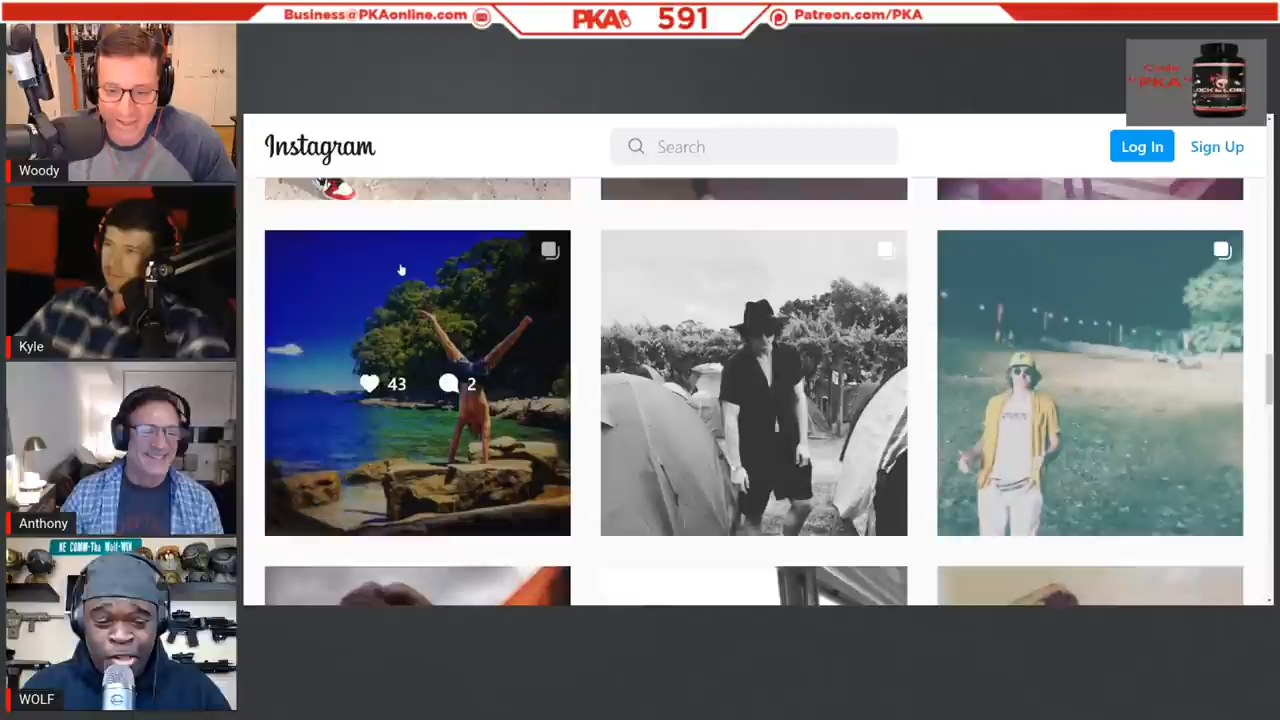 Business@PKAonline.com
PKA 591
Patreon.com/PKA
Code
"PKA"
Woody
Kyle
Anthony
WOLF
Instagram
Search
Log In
Sign Up
43
2